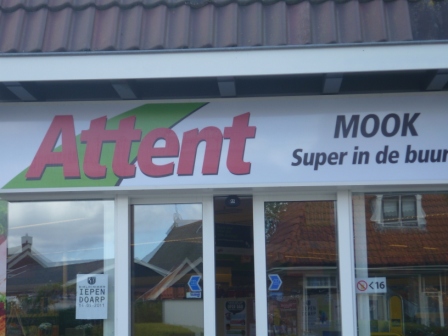 Attent
MOOK
Super in de buur
IEPEN
DOARP
<16